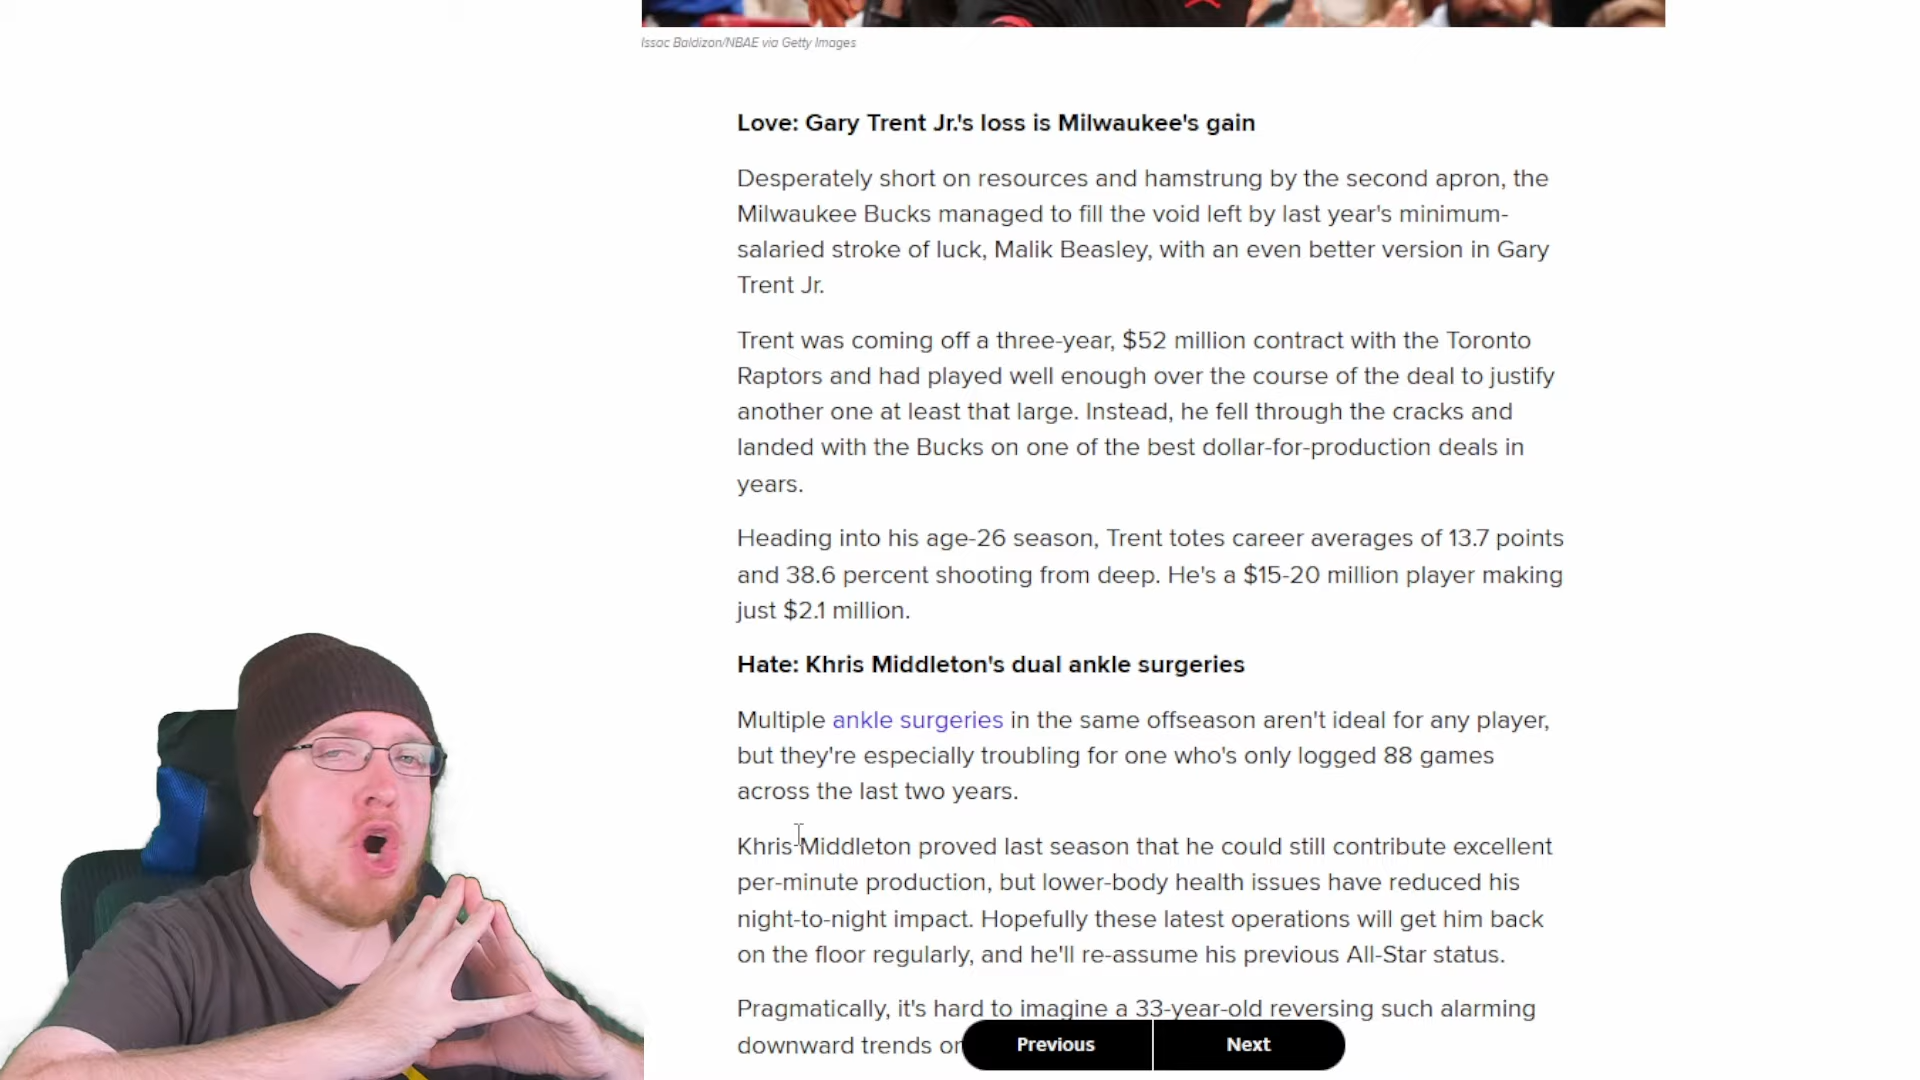 Issac Baldizon/NBAE via Getty Images
Love: Gary Trent Jr.'s loss is Milwaukee's gain
Desperately short on resources and hamstrung by the second apron, the
Milwaukee Bucks managed to fill the void left by last year's minimum-
salaried stroke of luck, Malik Beasley, with an even better version in Gary
Trent Jr.
Trent was coming off a three-year, $52 million contract with the Toronto
Raptors and had played well enough over the course of the deal to justify
another one at least that large. Instead, he fell through the cracks and
landed with the Bucks on one of the best dollar-for-production deals in
years.
Heading into his age-26 season, Trent totes career averages of 13.7 points
and 38.6 percent shooting from deep. He's a $15-20 million player making
just $2.1 million.
Hate: Khris Middleton's dual ankle surgeries
Multiple ankle surgeries in the same offseason aren't ideal for any player,
but they're especially troubling for one who's only logged 88 games
across the last two years.
Khris Middleton proved last season that he could still contribute excellent
per-minute production, but lower-body health issues have reduced his
night-to-night impact. Hopefully these latest operations will get him back
on the floor regularly, and he'll re-assume his previous All-Star status.
Pragmatically, it's hard to imagine a 33-year-old reversing such alarming
downward trends or
Previous
Next